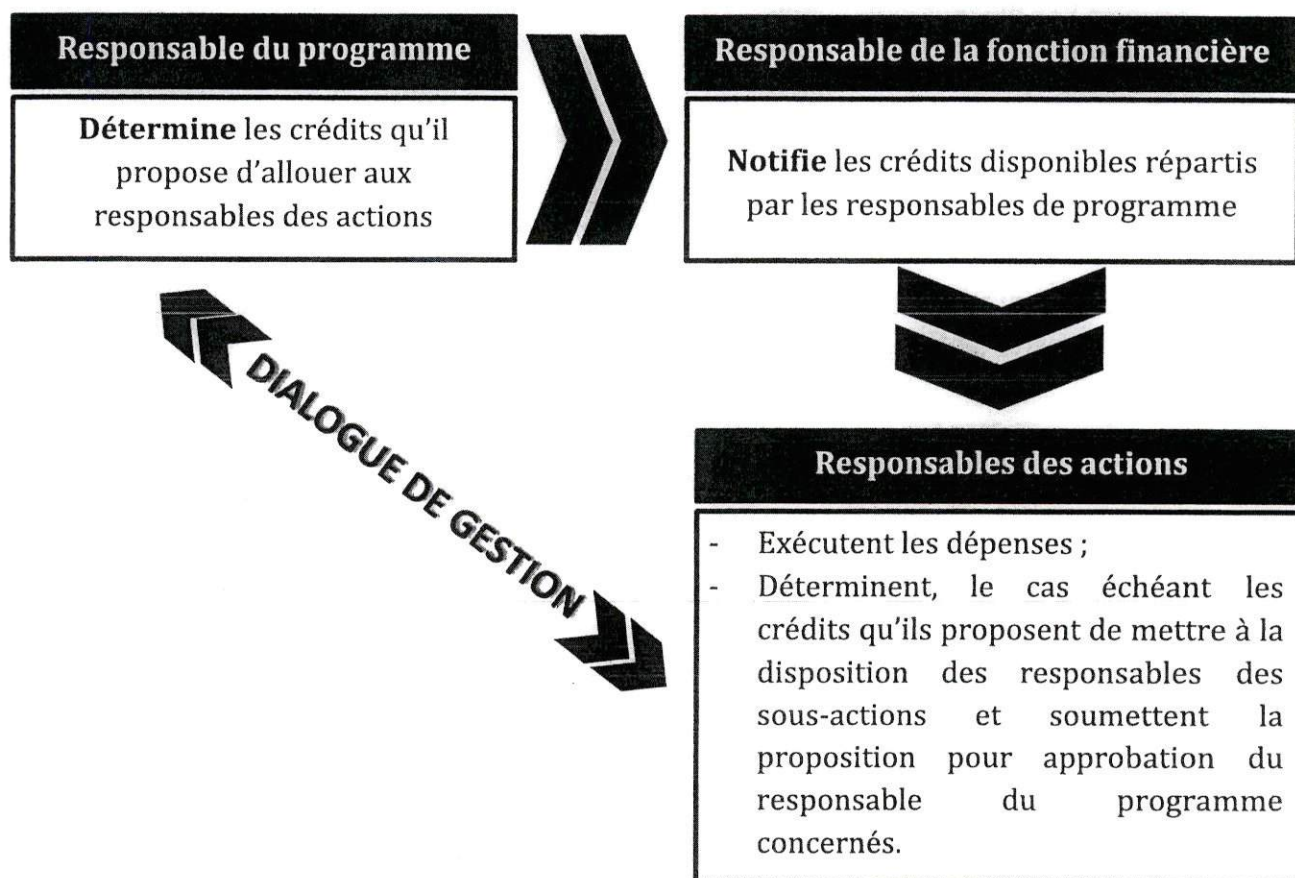 Responsable du programme
Détermine les crédits qu'il
propose d'allouer aux
responsables des actions
Responsable de la fonction financière
Notifie les crédits disponibles répartis
par les responsables de programme
DIALOGUE DE GESTION
Responsables des actions
- Exécutent les dépenses ;
- Déterminent, le cas échéant les
crédits qu'ils proposent de mettre à la
disposition des responsables des
sous-actions et soumettent la
proposition pour approbation du
responsable du programme
concernés.